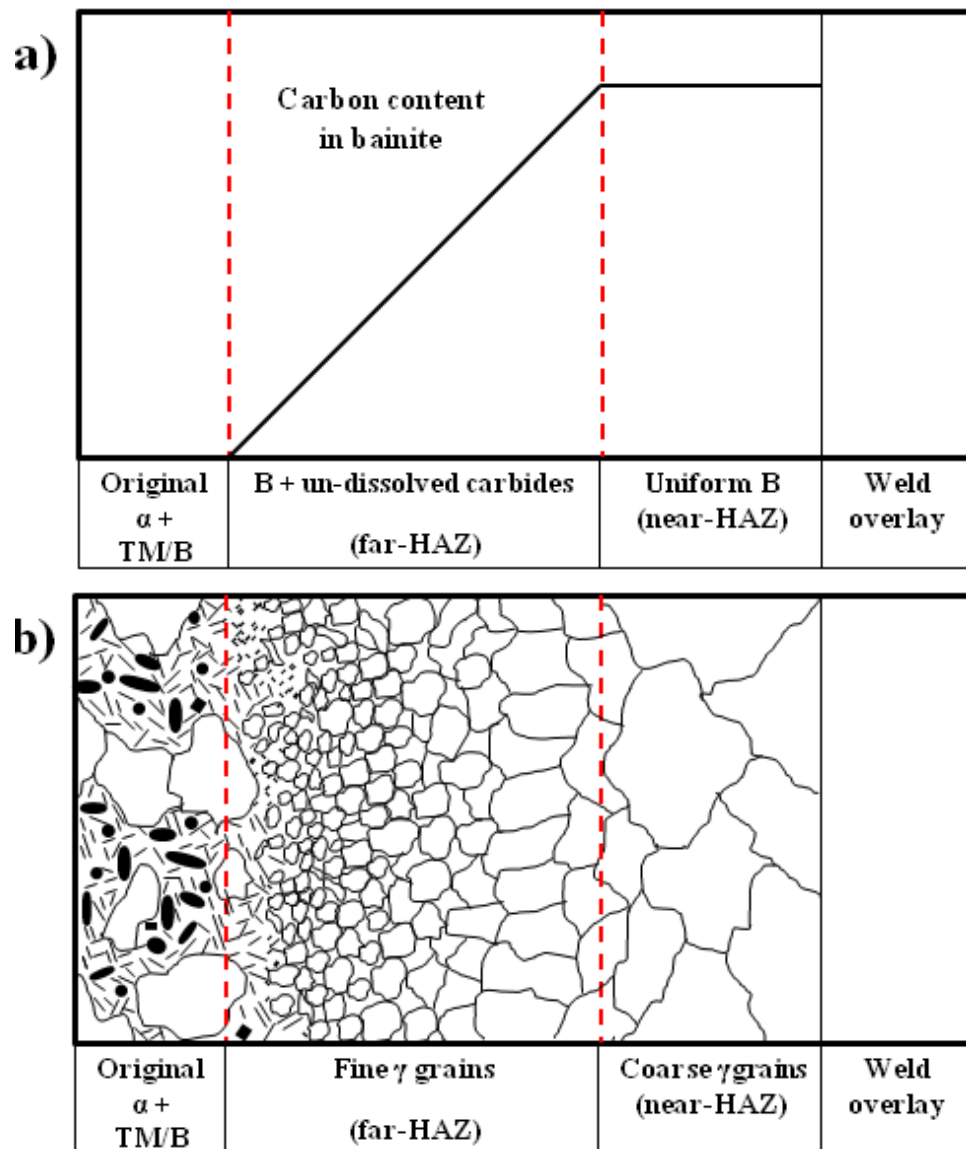 a)
Carbon content
in bainite
Original
α +
TM/B
B + un-dissolved carbides
(far-HAZ)
Uniform B
(near-HAZ)
Weld
overlay
b)
Original
α +
TM/B
Fine γ grains
(far-HAZ)
Coarse γgrains
(near-HAZ)
Weld
overlay